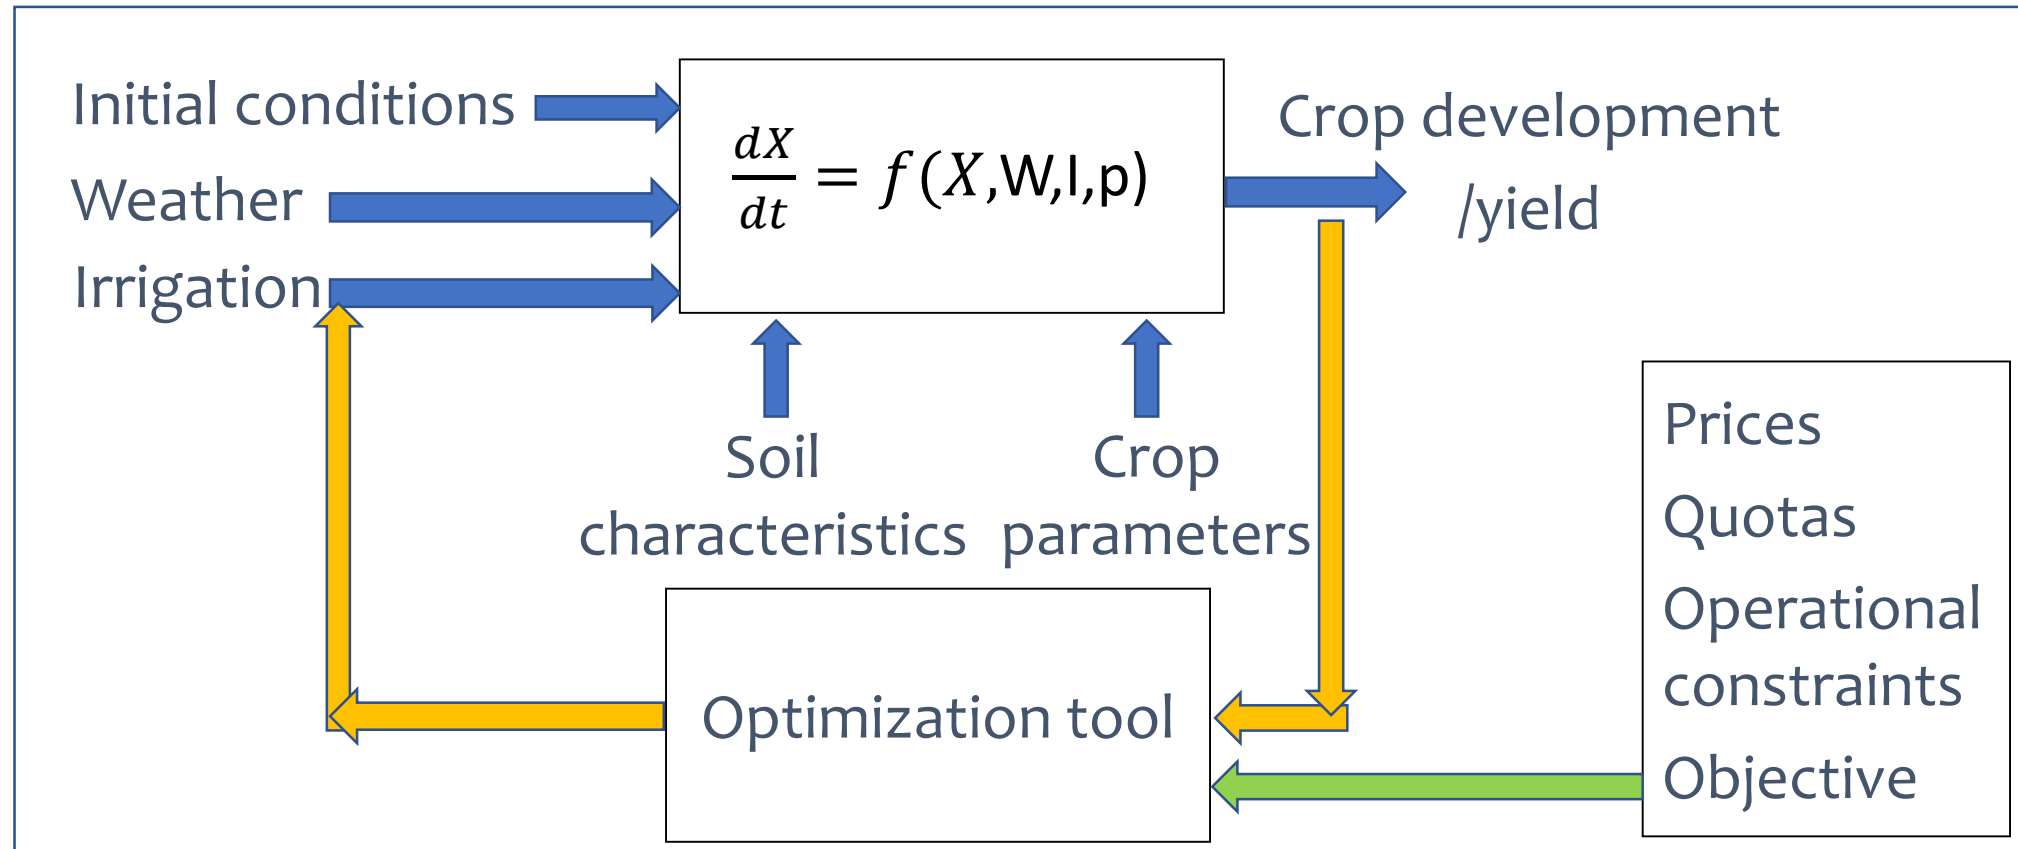 Initial conditions
Weather
Irrigation
dX/dt = f(X,W,I,p)
Crop development
/yield
Soil
characteristics
Crop
parameters
Optimization tool
Prices
Quotas
Operational
constraints
Objective